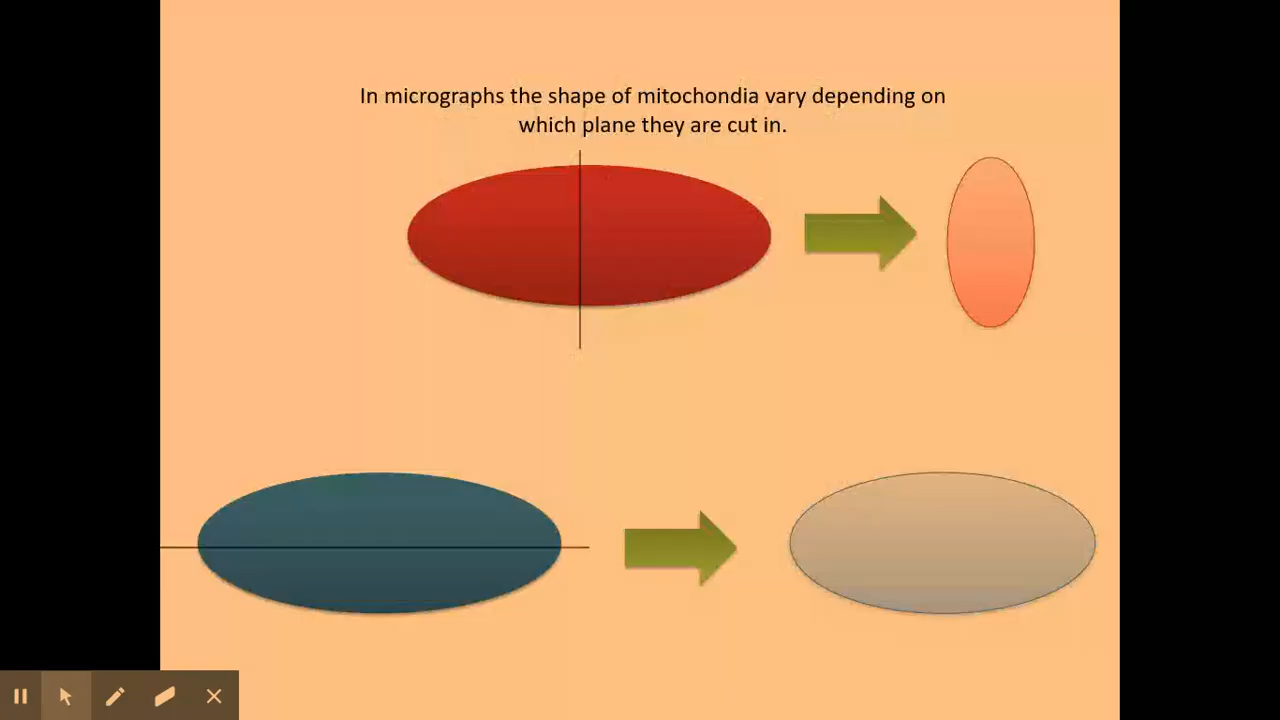 In micrographs the shape of mitochondia vary depending on
which plane they are cut in.